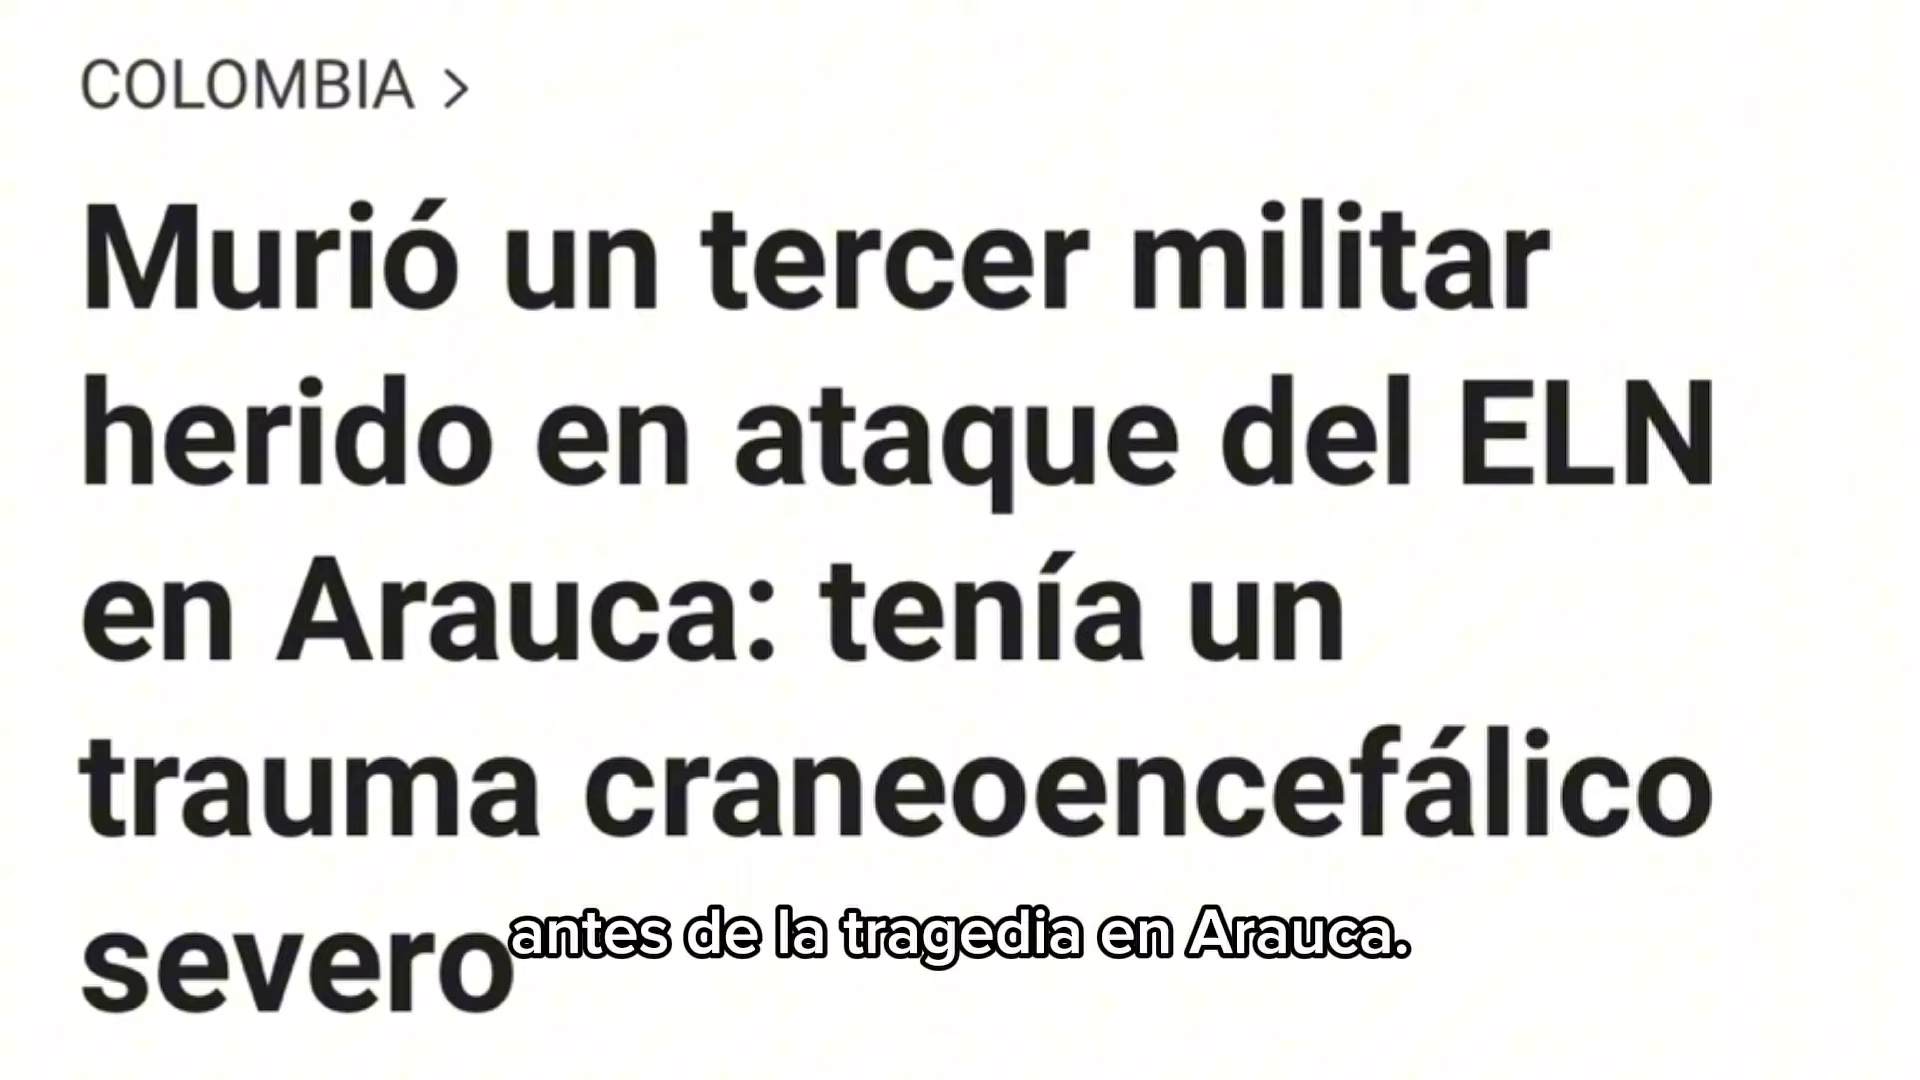 COLOMBIA >
Murió un tercer militar
herido en ataque del ELN
en Arauca: tenía un
trauma craneoencefálico
severo
antes de la tragedia en Arauca.